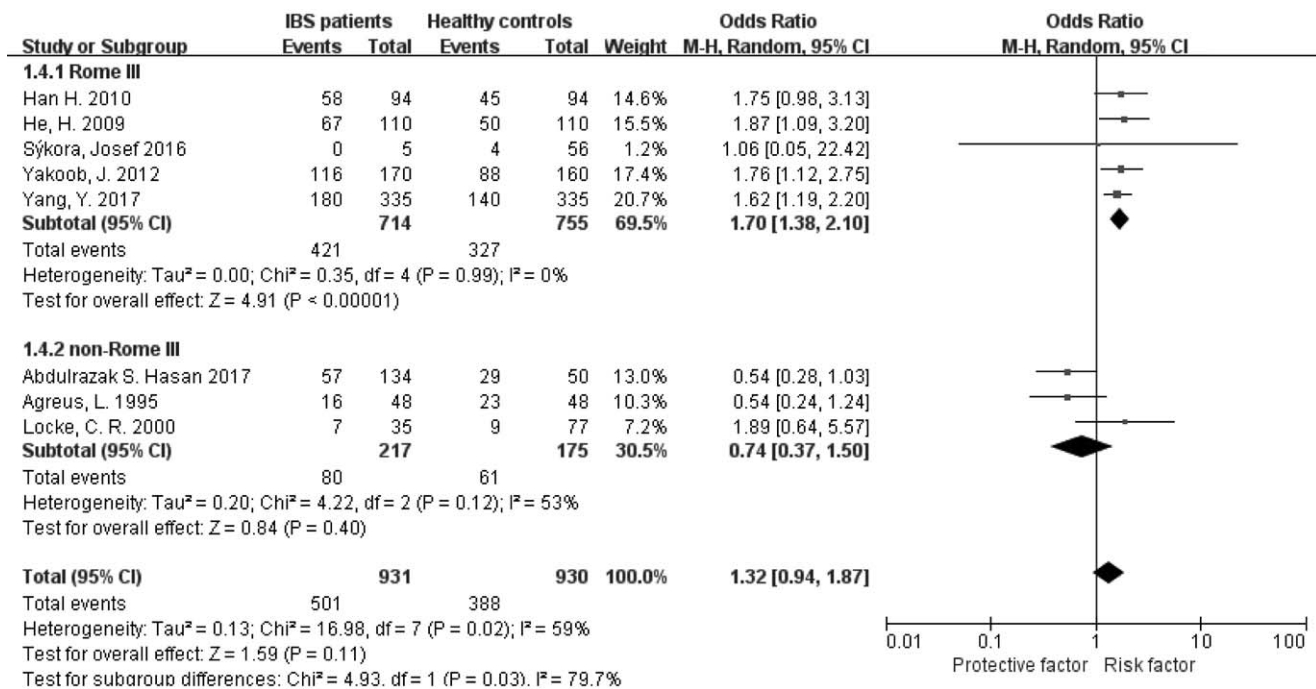 IBS patients Healthy controls Odds Ratio Odds Ratio
Study or Subgroup Events Total Events Total Weight M-H, Random, 95% CI M-H, Random, 95% CI
1.4.1 Rome III
Han H. 2010 58 94 45 94 14.6% 1.75 [0.98, 3.13]
He, H. 2009 67 110 50 110 15.5% 1.87 [1.09, 3.20]
Sýkora, Josef 2016 0 5 4 56 1.2% 1.06 [0.05, 22.42]
Yakoob, J. 2012 116 170 88 160 17.4% 1.76 [1.12, 2.75]
Yang, Y. 2017 180 335 140 335 20.7% 1.62 [1.19, 2.20]
Subtotal (95% CI) 714 755 69.5% 1.70 [1.38, 2.10]
Total events 421 327
Heterogeneity: Tau² = 0.00; Chi² = 0.35, df = 4 (P = 0.99); I² = 0%
Test for overall effect: Z = 4.91 (P < 0.00001)
1.4.2 non-Rome III
Abdulrazak S. Hasan 2017 57 134 29 50 13.0% 0.54 [0.28, 1.03]
Agreus, L. 1995 16 48 23 48 10.3% 0.54 [0.24, 1.24]
Locke, C. R. 2000 7 35 9 77 7.2% 1.89 [0.64, 5.57]
Subtotal (95% CI) 217 175 30.5% 0.74 [0.37, 1.50]
Total events 80 61
Heterogeneity: Tau² = 0.20; Chi² = 4.22, df = 2 (P = 0.12); I² = 53%
Test for overall effect: Z = 0.84 (P = 0.40)
Total (95% CI) 931 930 100.0% 1.32 [0.94, 1.87]
Total events 501 388
Heterogeneity: Tau² = 0.13; Chi² = 16.98, df = 7 (P = 0.02); I² = 59%
Test for overall effect: Z = 1.59 (P = 0.11)
Test for subgroup differences: Chi² = 4.93, df = 1 (P = 0.03), I² = 79.7%
0.01 0.1 1 10 100
Protective factor Risk factor